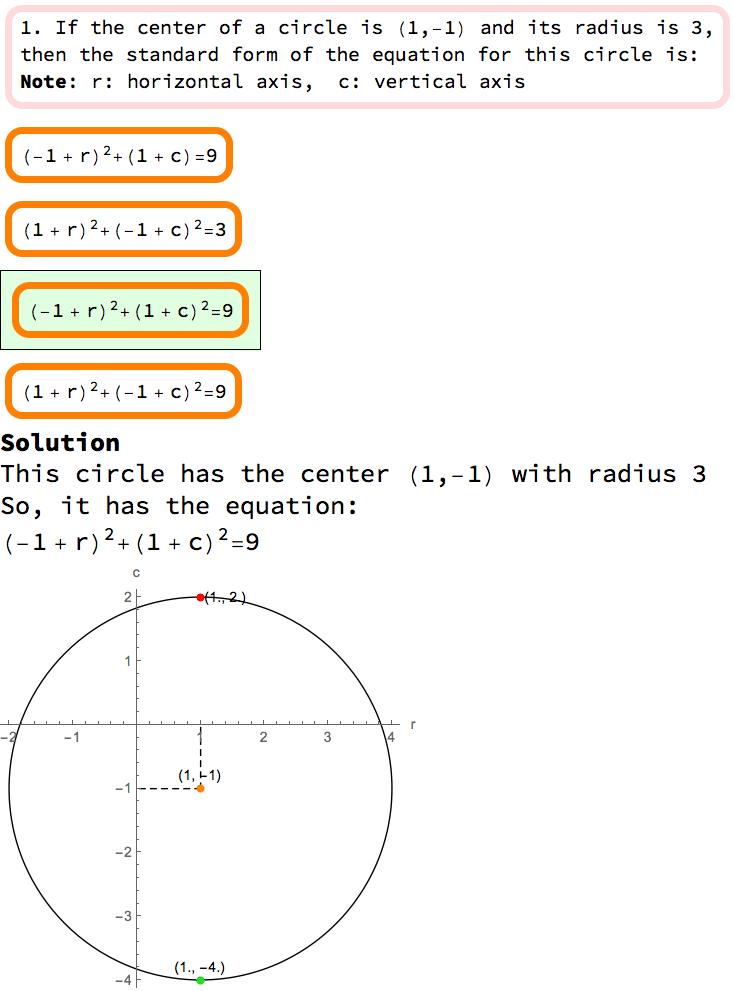 1. If the center of a circle is (1,-1) and its radius is 3,
then the standard form of the equation for this circle is:
Note: r: horizontal axis,  c: vertical axis
(-1 + r)²+(1 + c)=9
(1 + r)²+(-1 + c)²=3
(-1 + r)²+(1 + c)²=9
(1 + r)²+(-1 + c)²=9
Solution
This circle has the center (1,-1) with radius 3
So, it has the equation:
(-1 + r)²+(1 + c)²=9
c
2
(1., 2.)
1
r
-2
-1
1
2
3
4
(1, -1)
-1
-2
-3
(1., -4.)
-4